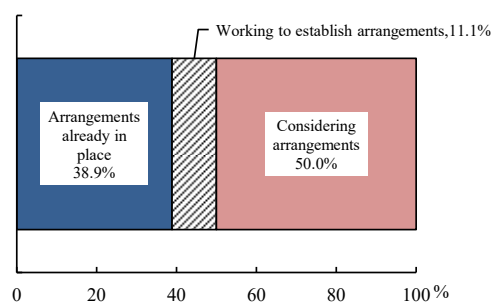 Working to establish arrangements,11.1%
Arrangements
already in
place
38.9%
Considering
arrangements
50.0%
0 20 40 60 80 100 %